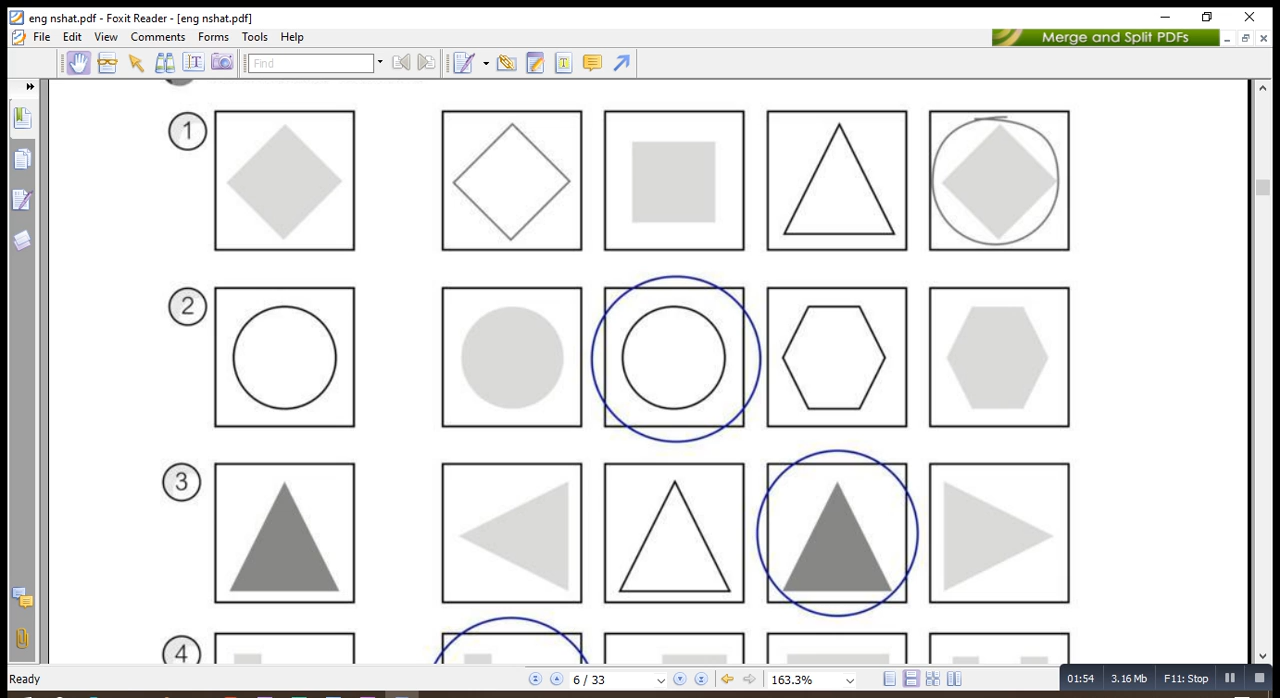 eng nshat.pdf - Foxit Reader - [eng nshat.pdf]
File Edit View Comments Forms Tools Help
Merge and Split PDFs
Find
1
2
3
4
Ready
6 / 33
163.3%
01:54 3.16 Mb F11: Stop